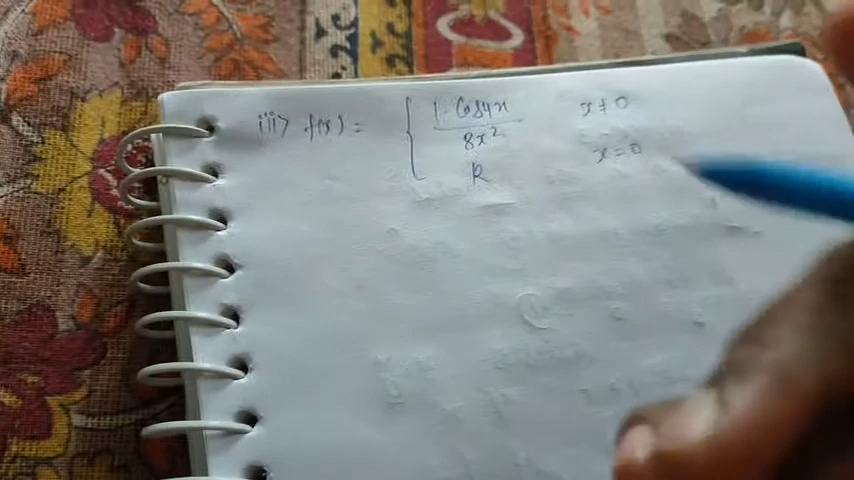 iii> f(x) = { 1-Cos4x / 8x² x≠0
k x=0